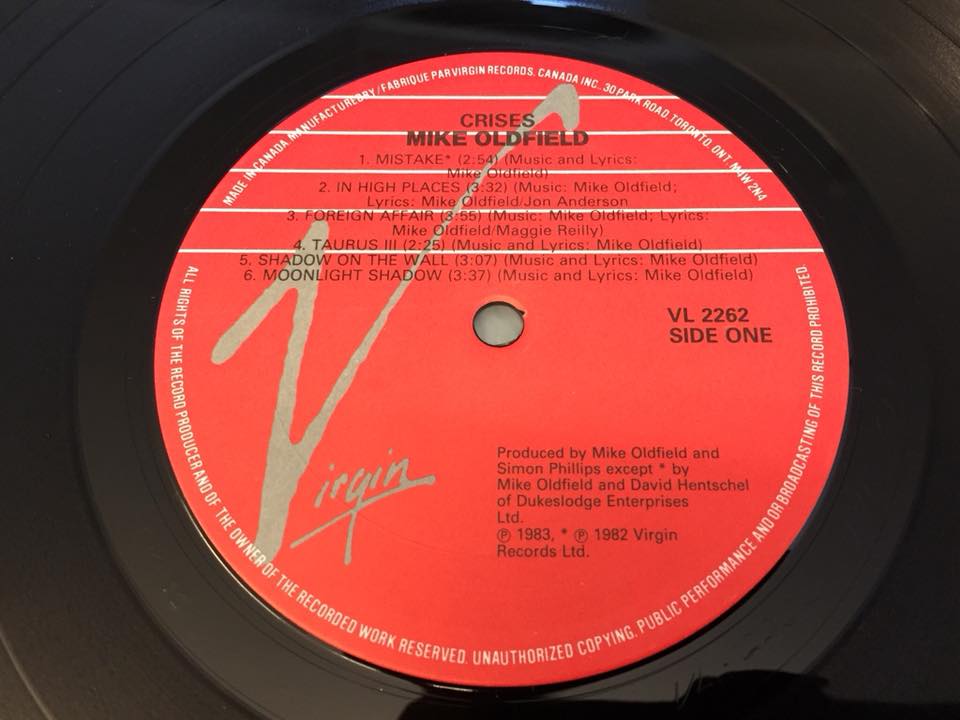 MADE IN CANADA. MANUFACTURED BY / FABRIQUE PAR VIRGIN RECORDS. CANADA INC., 30 PARK ROAD, TORONTO, ONT. M4W 2N4
CRISES
MIKE OLDFIELD
1. MISTAKE* (2:54) (Music and Lyrics:
Mike Oldfield)
2. IN HIGH PLACES (3:32) (Music: Mike Oldfield;
Lyrics: Mike Oldfield/Jon Anderson
3. FOREIGN AFFAIR (3:55) (Music: Mike Oldfield; Lyrics:
Mike Oldfield/Maggie Reilly)
4. TAURUS III (2:25) (Music and Lyrics: Mike Oldfield)
5. SHADOW ON THE WALL (3:07) (Music and Lyrics: Mike Oldfield)
6. MOONLIGHT SHADOW (3:37) (Music and Lyrics: Mike Oldfield)
VL 2262
SIDE ONE
Virgin
Produced by Mike Oldfield and
Simon Phillips except * by
Mike Oldfield and David Hentschel
of Dukeslodge Enterprises
Ltd.
℗ 1983, * ℗ 1982 Virgin
Records Ltd.
ALL RIGHTS OF THE RECORD PRODUCER AND OF THE OWNER OF THE RECORDED WORK RESERVED. UNAUTHORIZED COPYING, PUBLIC PERFORMANCE AND/OR BROADCASTING OF THIS RECORD PROHIBITED.